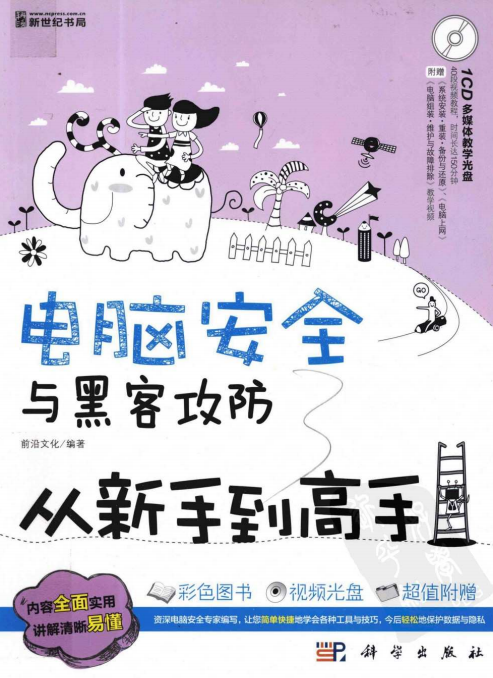 www.ncpress.com.cn
新世纪书局
1CD 多媒体教学光盘
40段视频教程,时间长达150分钟
附赠
《系统安装·重装·备份与还原》、《电脑上网》
《电脑组装·维护与故障排除》教学视频
GO
电脑安全
与黑客攻防
前沿文化/编著
从新手到高手
彩色图书
视频光盘
超值附赠
内容全面实用
讲解清晰易懂
资深电脑安全专家编写,让您简单快捷地学会各种工具与技巧,今后轻松地保护数据与隐私
科学出版社